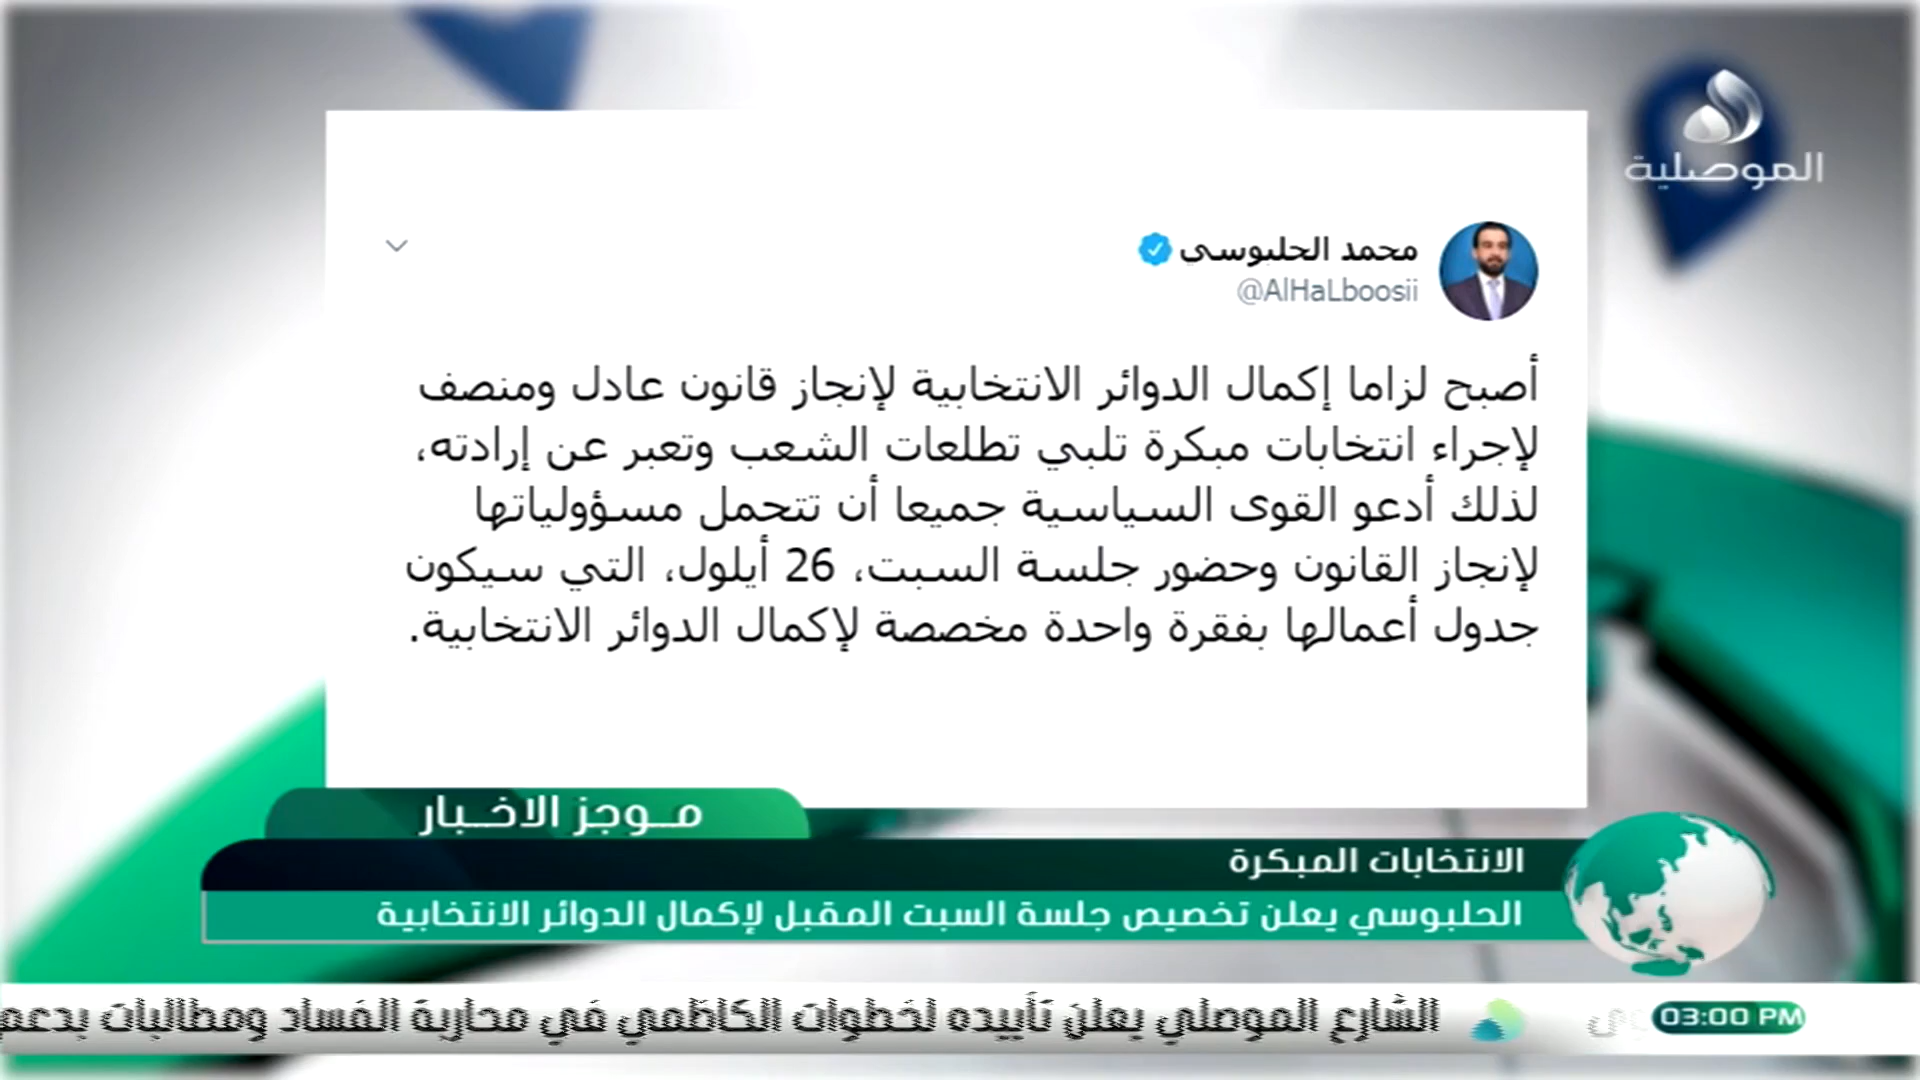 الموصلية
محمد الحلبوسي
@AlHaLboosii
أصبح لزاما إكمال الدوائر الانتخابية لإنجاز قانون عادل ومنصف
لإجراء انتخابات مبكرة تلبي تطلعات الشعب وتعبر عن إرادته،
لذلك أدعو القوى السياسية جميعا أن تتحمل مسؤولياتها
لإنجاز القانون وحضور جلسة السبت، 26 أيلول، التي سيكون
جدول أعمالها بفقرة واحدة مخصصة لإكمال الدوائر الانتخابية.
موجز الاخبار
الانتخابات المبكرة
الحلبوسي يعلن تخصيص جلسة السبت المقبل لإكمال الدوائر الانتخابية
03:00 PM
الشارع الموصلي يعلن تأييده لخطوات الكاظمي في محاربة الفساد ومطالبات بدعم